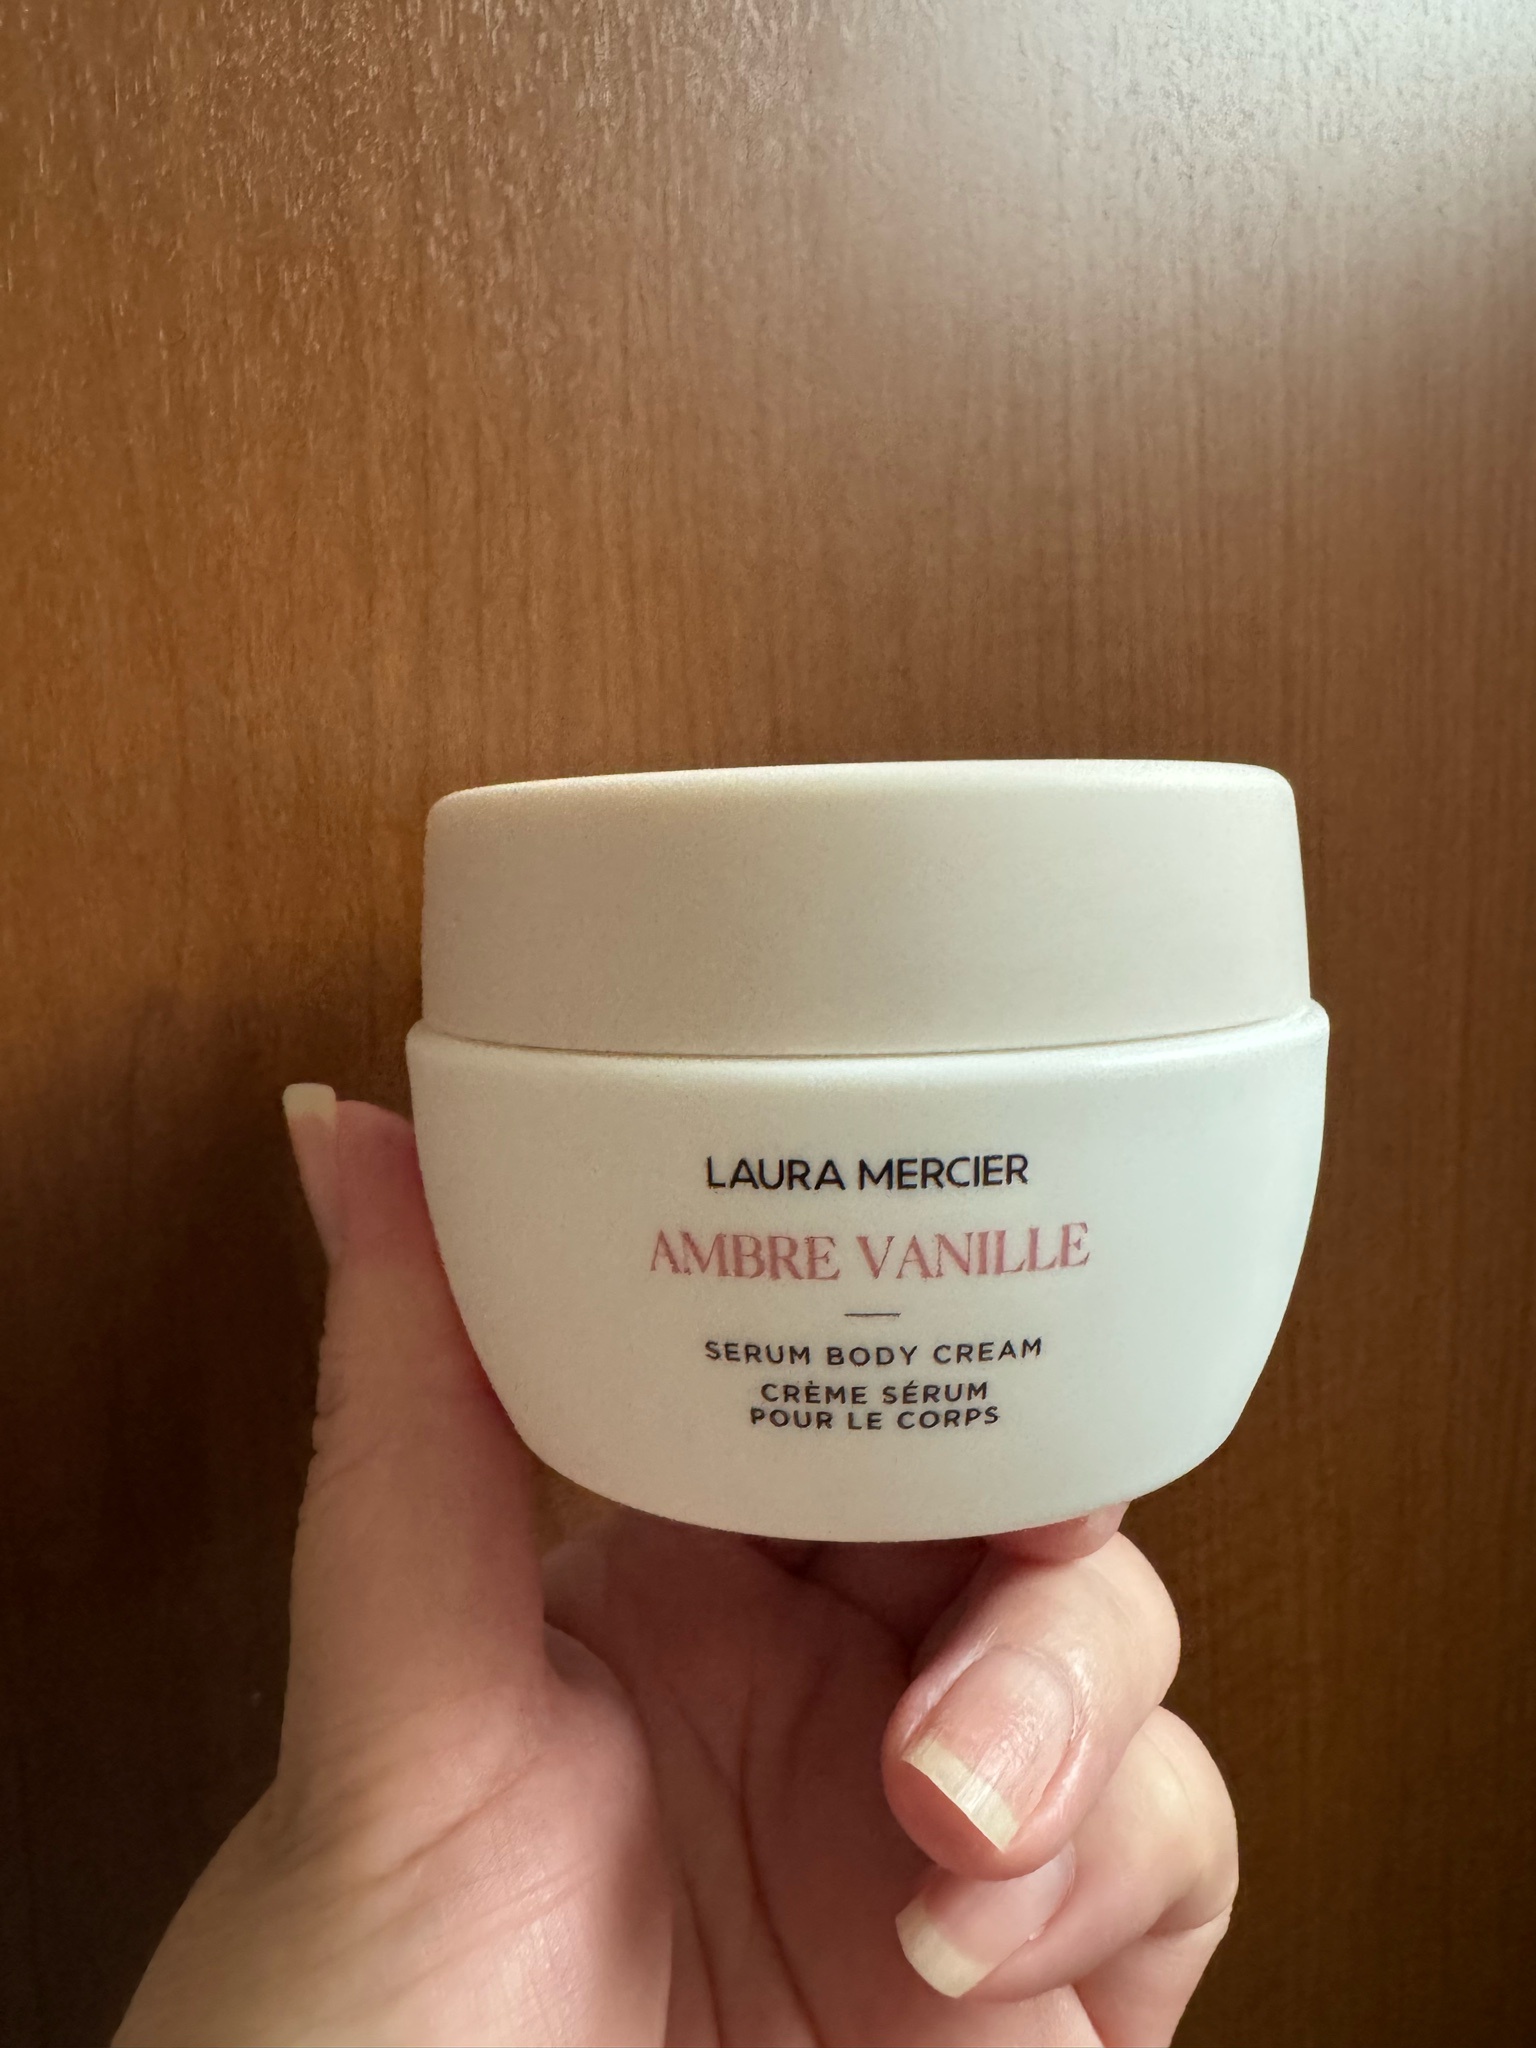 LAURA MERCIER
AMBRE VANILLE
SERUM BODY CREAM
CRÈME SÉRUM
POUR LE CORPS